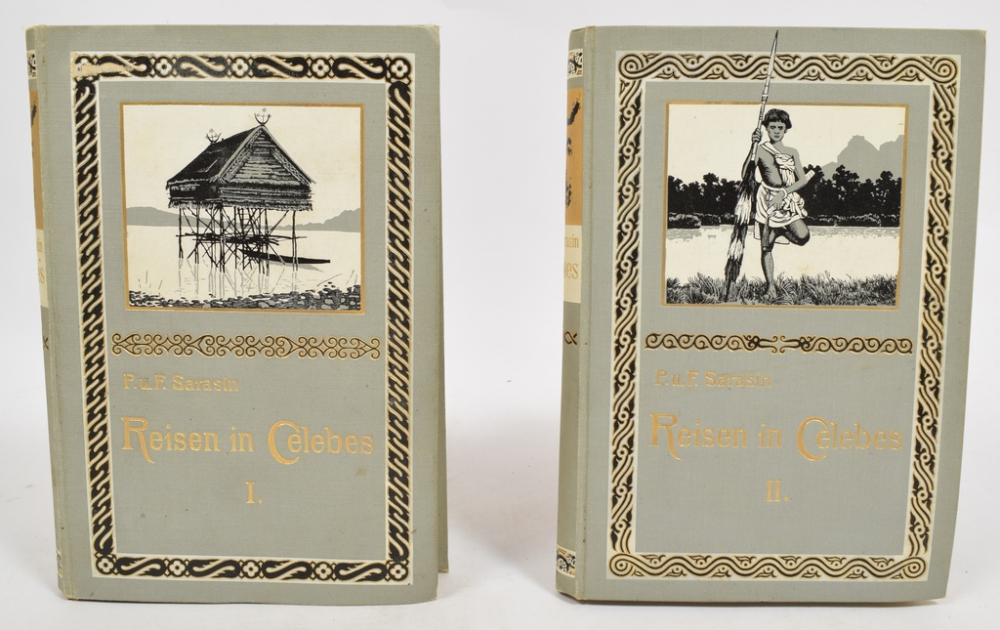 P. u. F. Sarasin
Reisen in Celebes
I.
P. u. F. Sarasin
Reisen in Celebes
II.